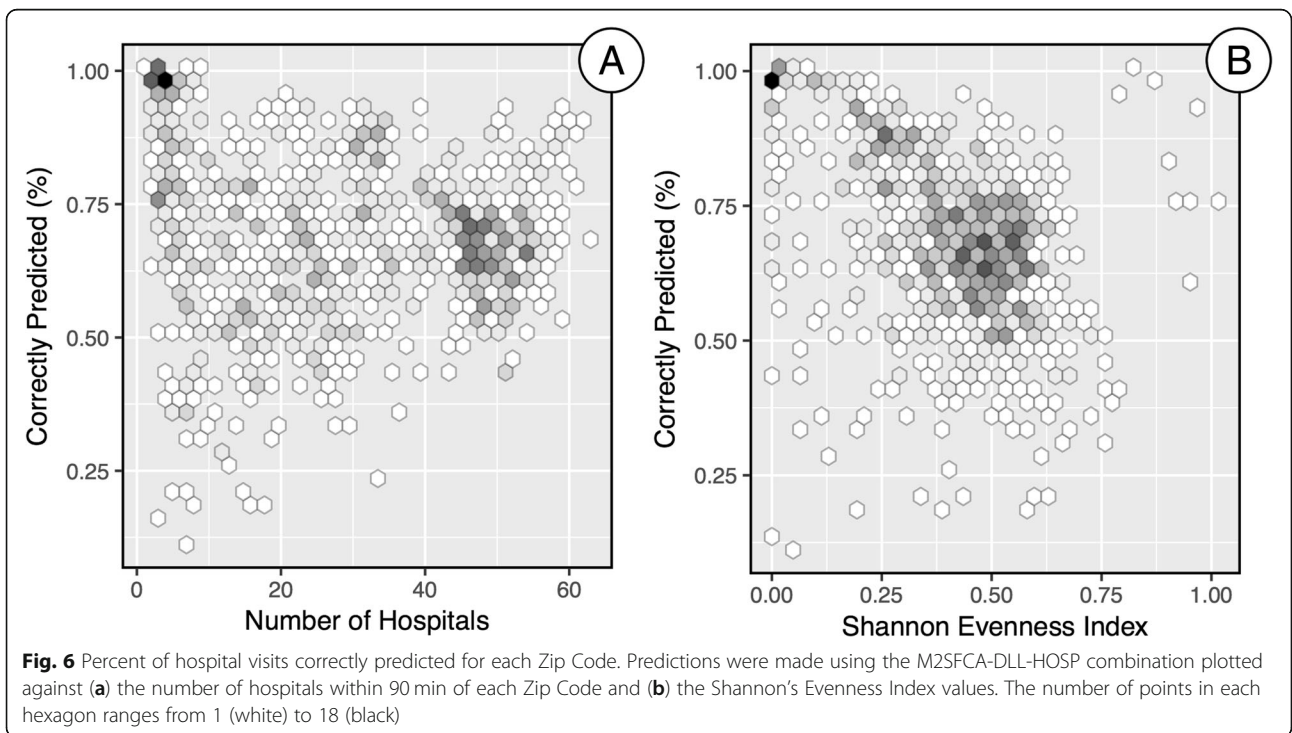 A
B
1.00
0.75
0.50
0.25
Correctly Predicted (%)
0
20
40
60
Number of Hospitals
1.00
0.75
0.50
0.25
Correctly Predicted (%)
0.00
0.25
0.50
0.75
1.00
Shannon Evenness Index
Fig. 6 Percent of hospital visits correctly predicted for each Zip Code. Predictions were made using the M2SFCA-DLL-HOSP combination plotted
against (a) the number of hospitals within 90 min of each Zip Code and (b) the Shannon's Evenness Index values. The number of points in each
hexagon ranges from 1 (white) to 18 (black)